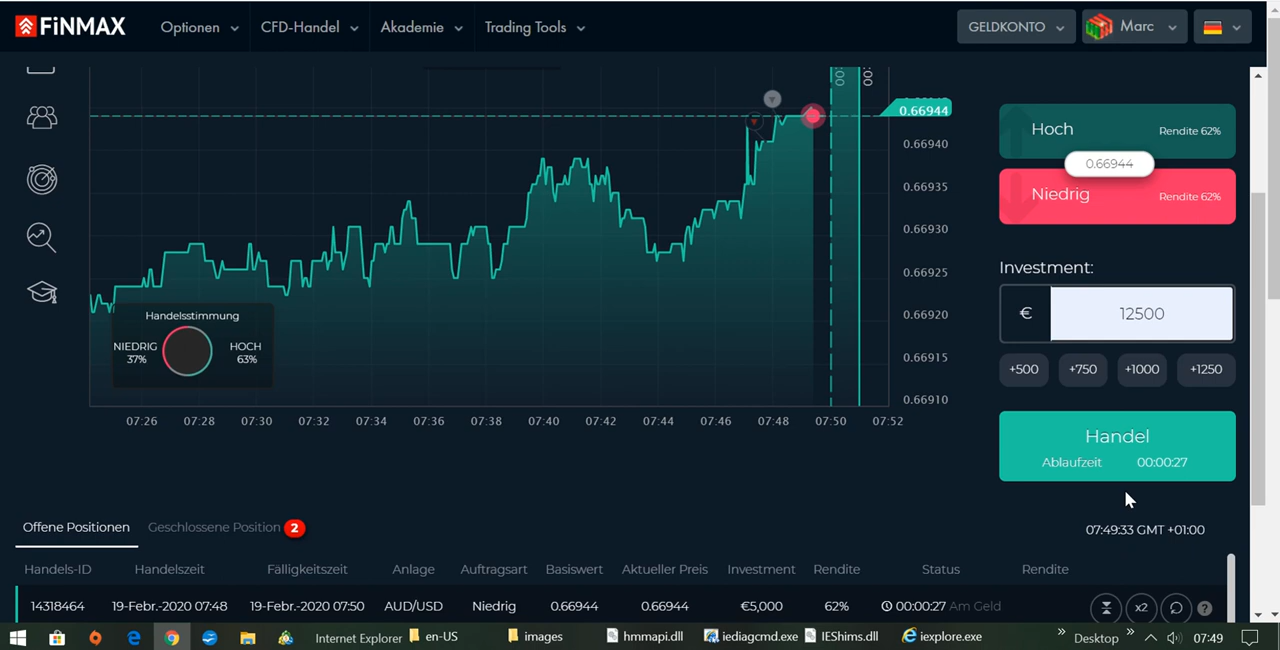 FiNMAX Optionen CFD-Handel Akademie Trading Tools GELDKONTO Marc
0.66944
0.66940
0.66935
0.66930
0.66925
0.66920
0.66915
0.66910
Handelsstimmung
NIEDRIG HOCH
37% 63%
07:26 07:28 07:30 07:32 07:34 07:36 07:38 07:40 07:42 07:44 07:46 07:48 07:50 07:52
Hoch Rendite 62%
0.66944
Niedrig Rendite 62%
Investment:
€ 12500
+500 +750 +1000 +1250
Handel
Ablaufzeit 00:00:27
07:49:33 GMT +01:00
Offene Positionen Geschlossene Position 2
Handels-ID Handelszeit Fälligkeitszeit Anlage Auftragsart Basiswert Aktueller Preis Investment Rendite Status Rendite
14318464 19-Febr.-2020 07:48 19-Febr.-2020 07:50 AUD/USD Niedrig 0.66944 0.66944 €5,000 62% 00:00:27 Am Geld x2 ?
Internet Explorer en-US images hmmapi.dll iediagcmd.exe IEShims.dll iexplore.exe Desktop 07:49